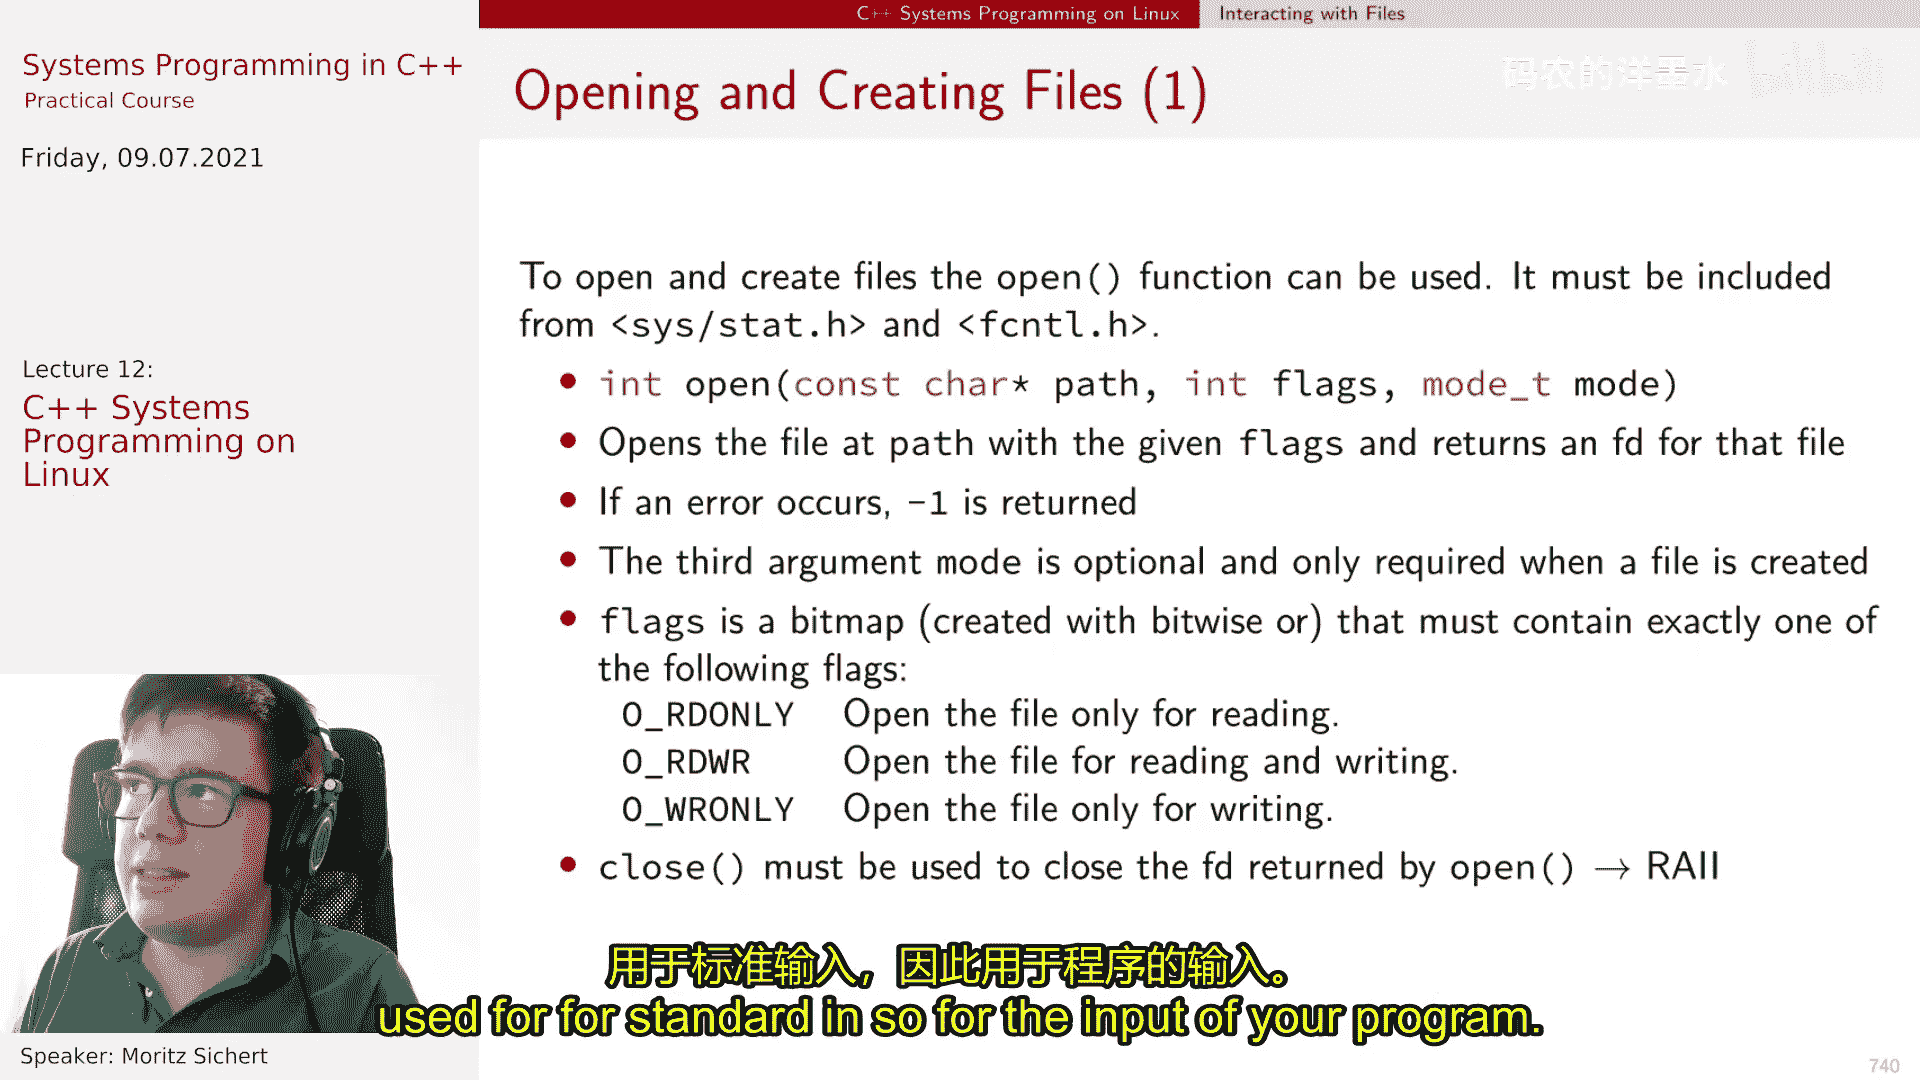 C++ Systems Programming on Linux
Interacting with Files
Systems Programming in C++
Practical Course
Friday, 09.07.2021
Lecture 12:
C++ Systems
Programming on
Linux
Opening and Creating Files (1)
码农的洋墨水
To open and create files the open() function can be used. It must be included
from <sys/stat.h> and <fcntl.h>.
• int open(const char* path, int flags, mode_t mode)
• Opens the file at path with the given flags and returns an fd for that file
• If an error occurs, -1 is returned
• The third argument mode is optional and only required when a file is created
• flags is a bitmap (created with bitwise or) that must contain exactly one of
the following flags:
O_RDONLY Open the file only for reading.
O_RDWR Open the file for reading and writing.
O_WRONLY Open the file only for writing.
• close() must be used to close the fd returned by open() → RAII
用于标准输入，因此用于程序的输入。
used for for standard in so for the input of your program.
Speaker: Moritz Sichert
740